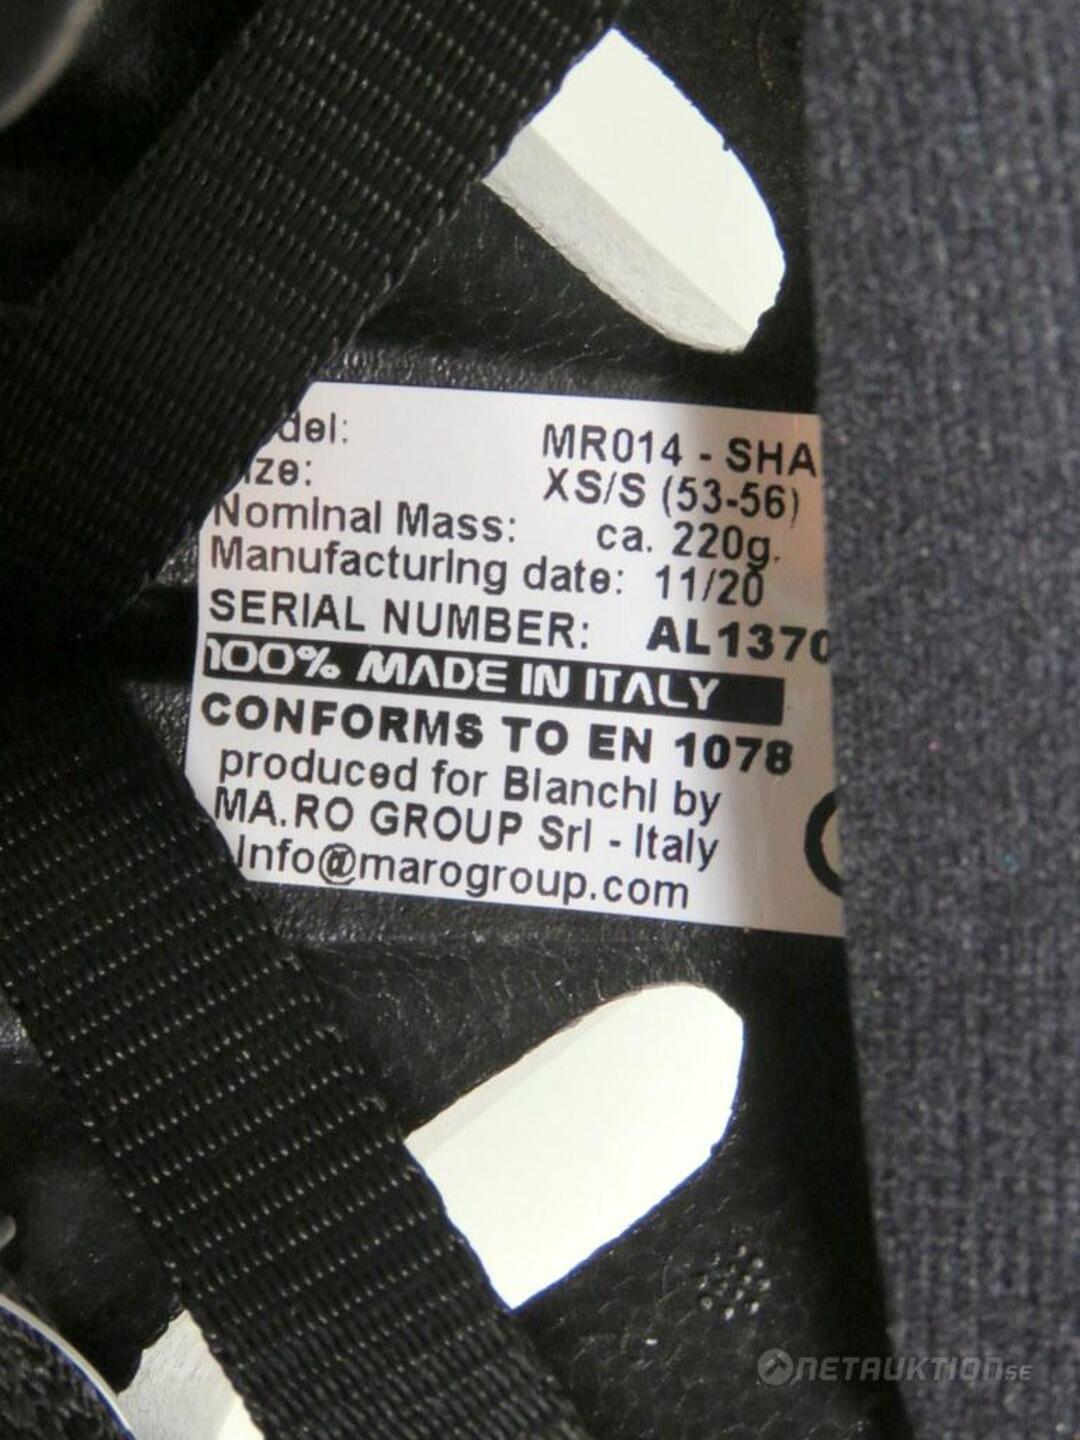 del: MR014 - SHA
ize: XS/S (53-56)
Nominal Mass: ca. 220g.
Manufacturing date: 11/20
SERIAL NUMBER: AL1370
100% MADE IN ITALY
CONFORMS TO EN 1078
produced for Bianchi by
MA.RO GROUP Srl - Italy
info@marogroup.com
NETAUKTION.SE